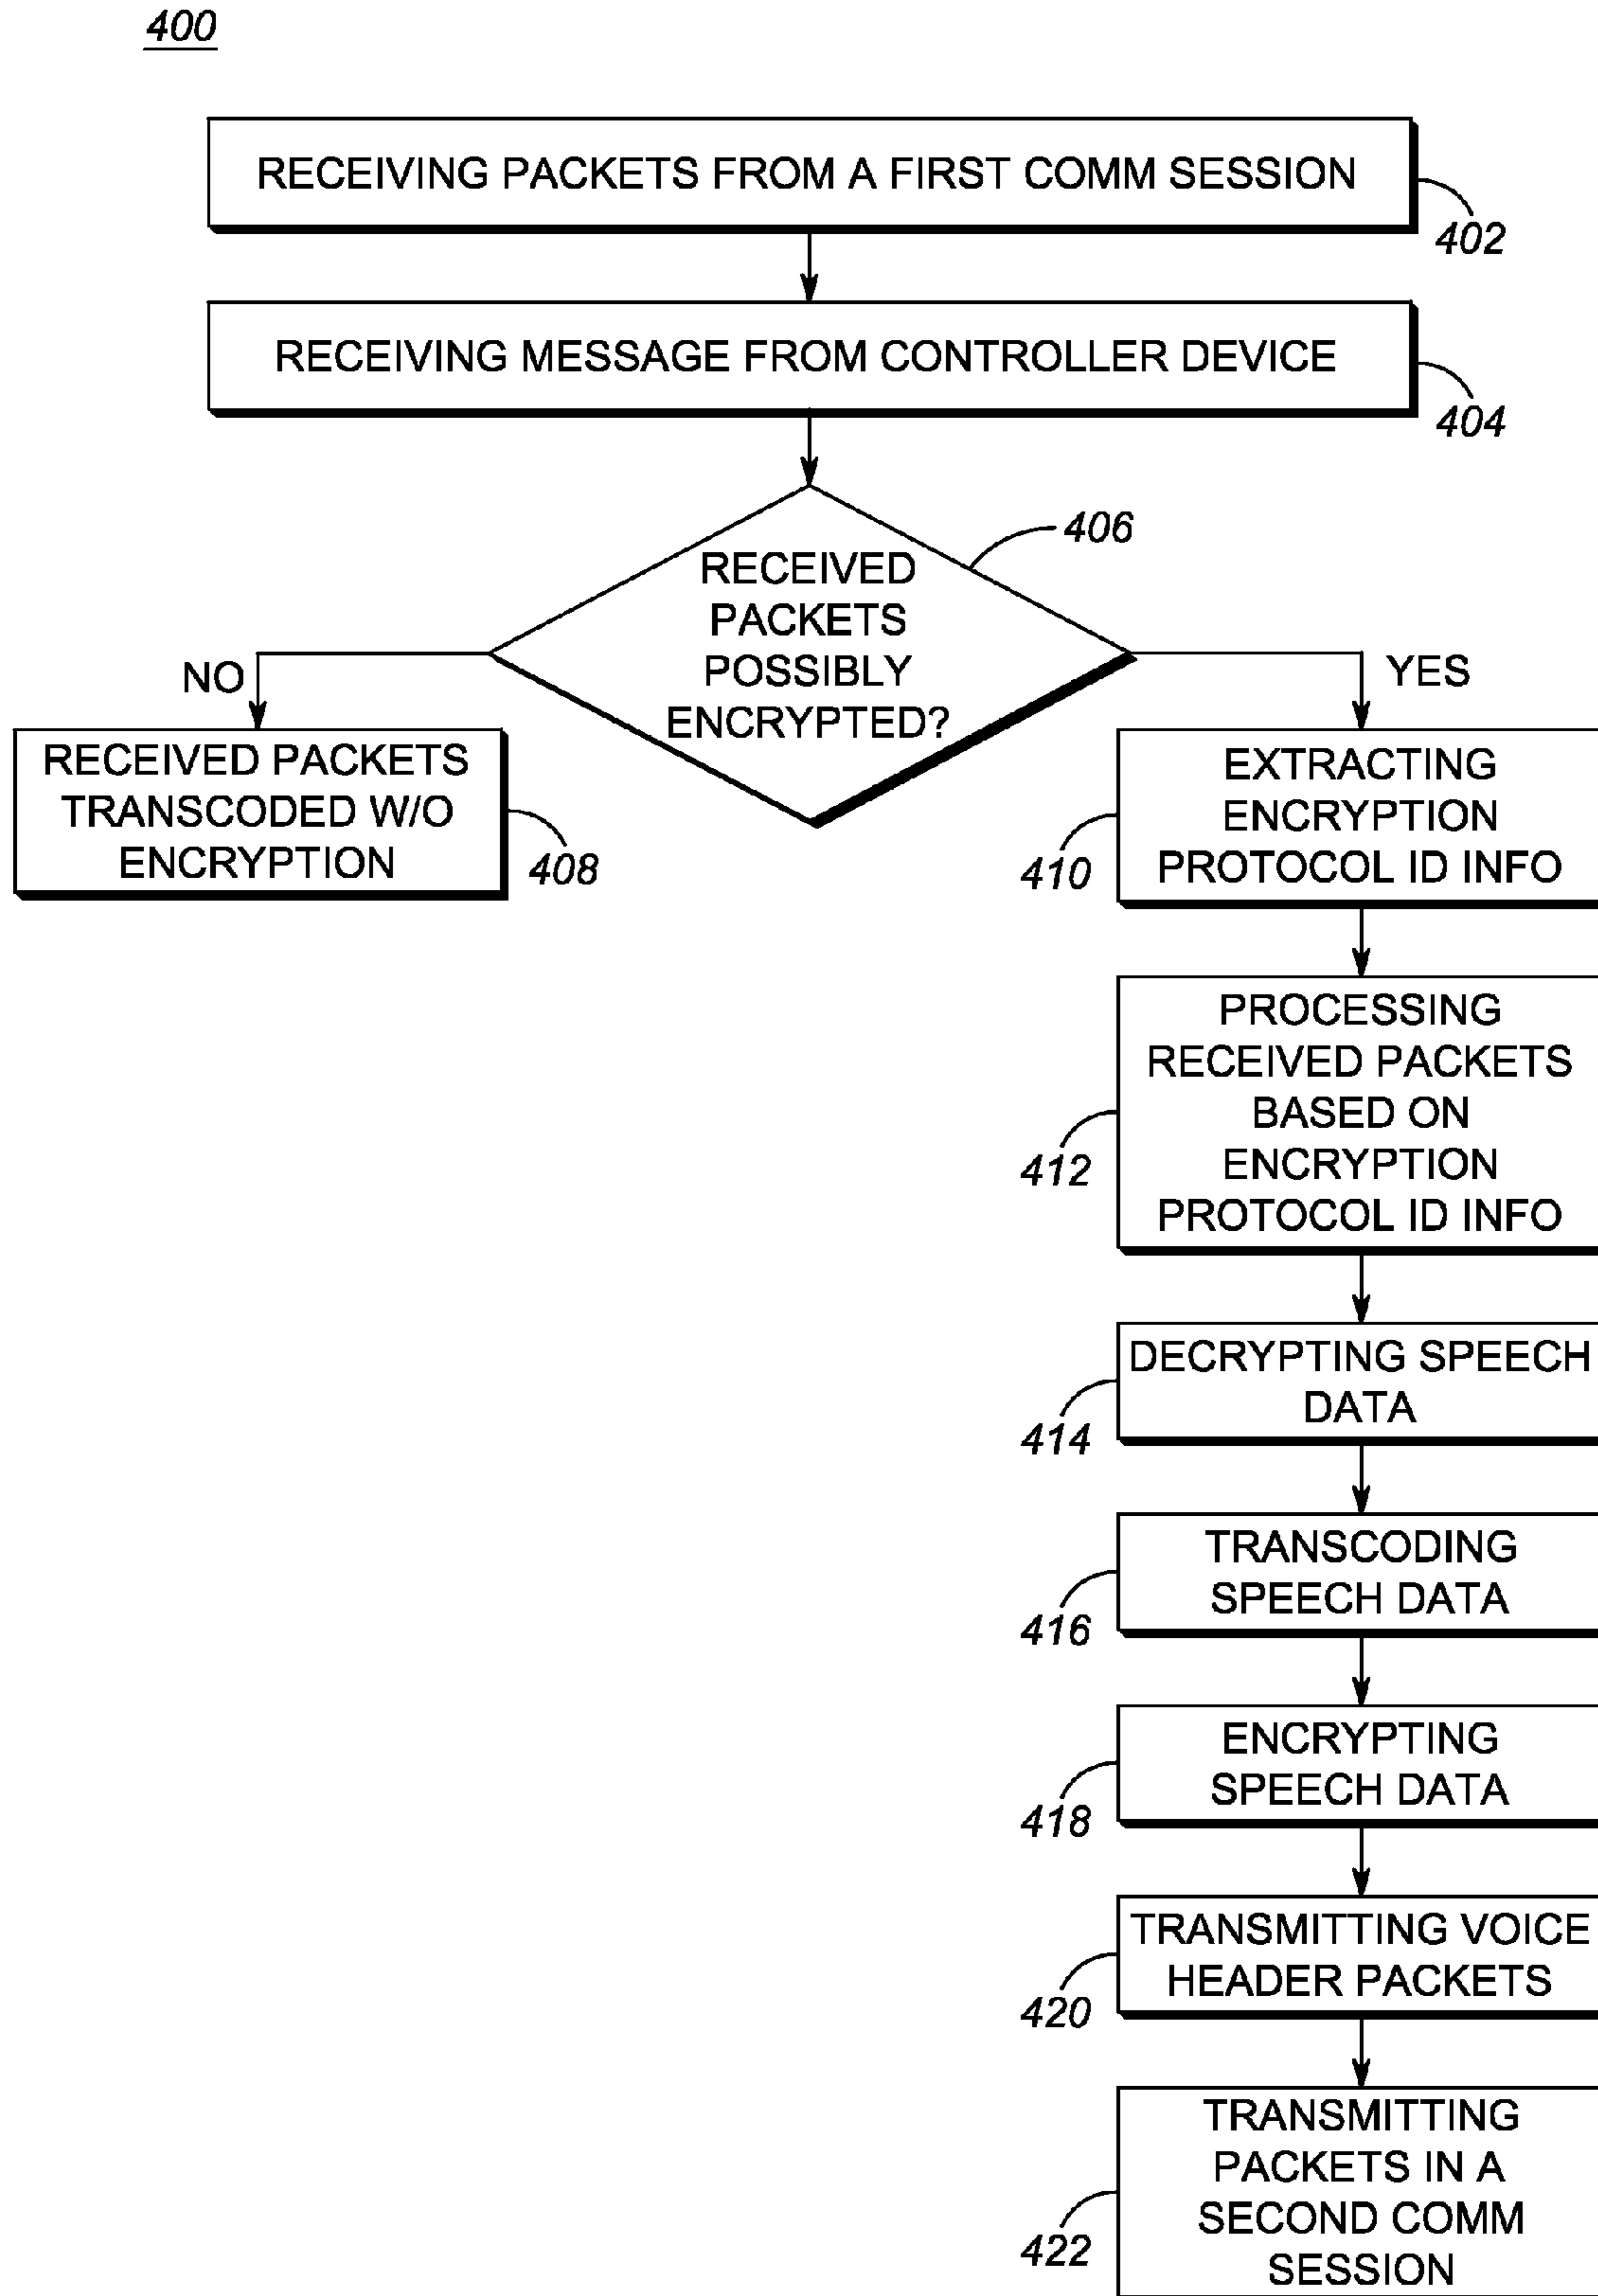 400
RECEIVING PACKETS FROM A FIRST COMM SESSION
402
RECEIVING MESSAGE FROM CONTROLLER DEVICE
404
406
RECEIVED
PACKETS
POSSIBLY
ENCRYPTED?
NO
YES
RECEIVED PACKETS
TRANSCODED W/O
ENCRYPTION
408
EXTRACTING
ENCRYPTION
PROTOCOL ID INFO
410
PROCESSING
RECEIVED PACKETS
BASED ON
ENCRYPTION
PROTOCOL ID INFO
412
DECRYPTING SPEECH
DATA
414
TRANSCODING
SPEECH DATA
416
ENCRYPTING
SPEECH DATA
418
TRANSMITTING VOICE
HEADER PACKETS
420
TRANSMITTING
PACKETS IN A
SECOND COMM
SESSION
422